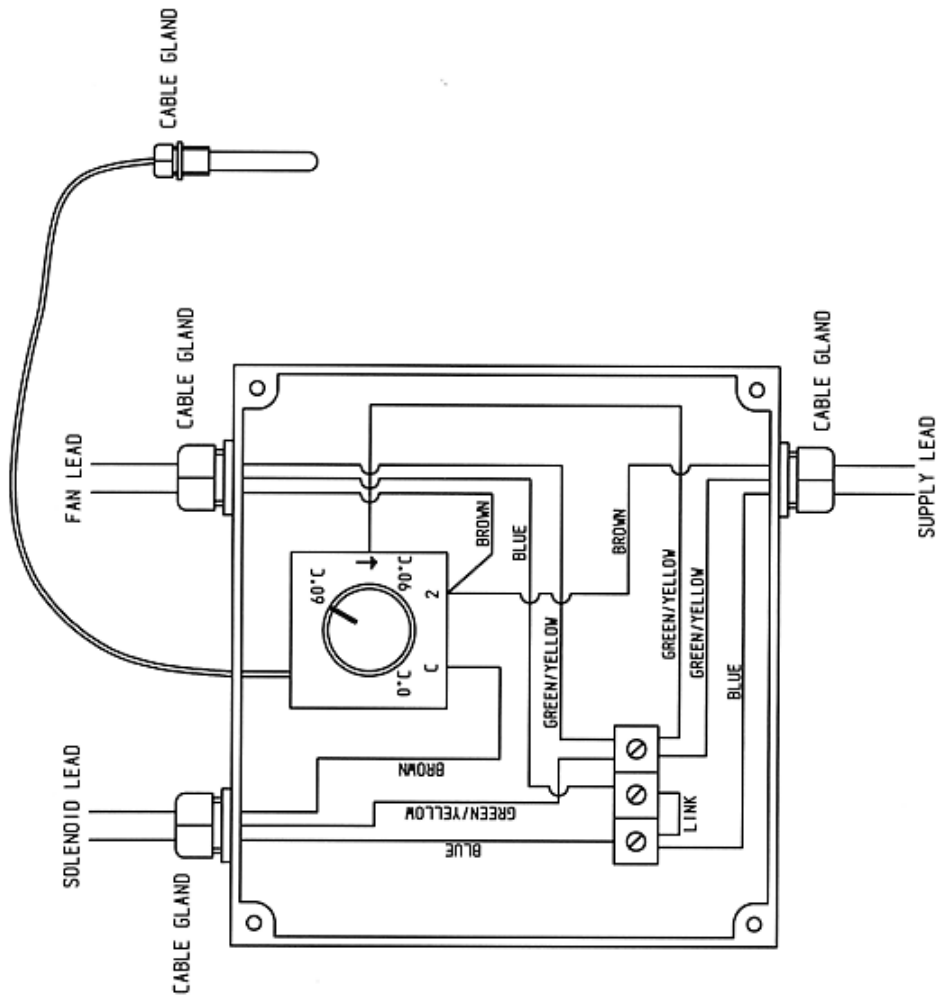 CABLE GLAND
FAN LEAD
CABLE GLAND
SOLENOID LEAD
CABLE GLAND
60°C
90°C
0°C
2
C
BROWN
BLUE
BROWN
GREEN/YELLOW
GREEN/YELLOW
GREEN/YELLOW
BLUE
BROWN
GREEN/YELLOW
BLUE
LINK
CABLE GLAND
SUPPLY LEAD